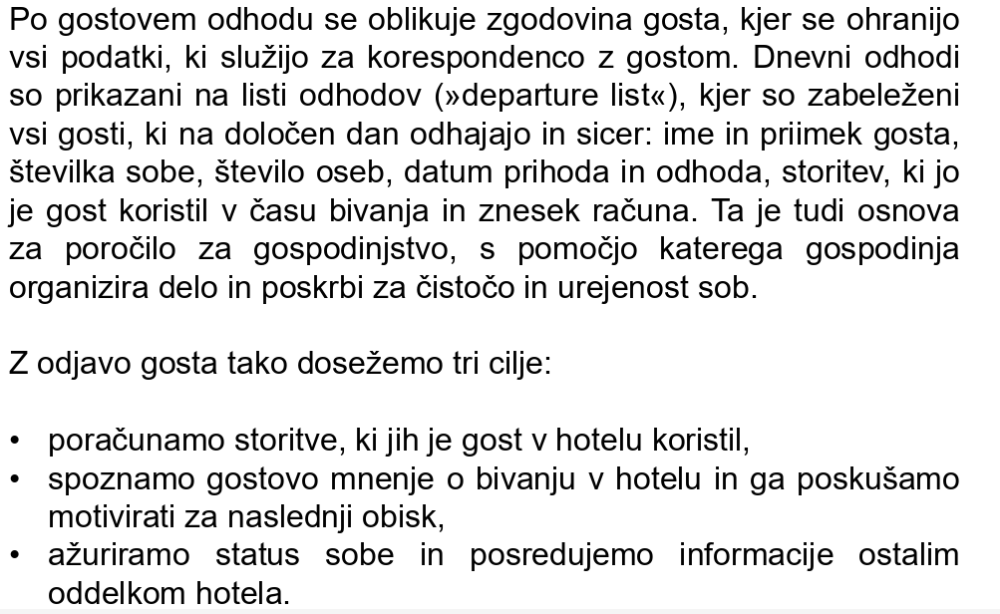 Po gostovem odhodu se oblikuje zgodovina gosta, kjer se ohranijo
vsi podatki, ki služijo za korespondenco z gostom. Dnevni odhodi
so prikazani na listi odhodov (»departure list«), kjer so zabeleženi
vsi gosti, ki na določen dan odhajajo in sicer: ime in priimek gosta,
številka sobe, število oseb, datum prihoda in odhoda, storitev, ki jo
je gost koristil v času bivanja in znesek računa. Ta je tudi osnova
za poročilo za gospodinjstvo, s pomočjo katerega gospodinja
organizira delo in poskrbi za čistočo in urejenost sob.
Z odjavo gosta tako dosežemo tri cilje:
• poračunamo storitve, ki jih je gost v hotelu koristil,
• spoznamo gostovo mnenje o bivanju v hotelu in ga poskušamo
motivirati za naslednji obisk,
• ažuriramo status sobe in posredujemo informacije ostalim
oddelkom hotela.